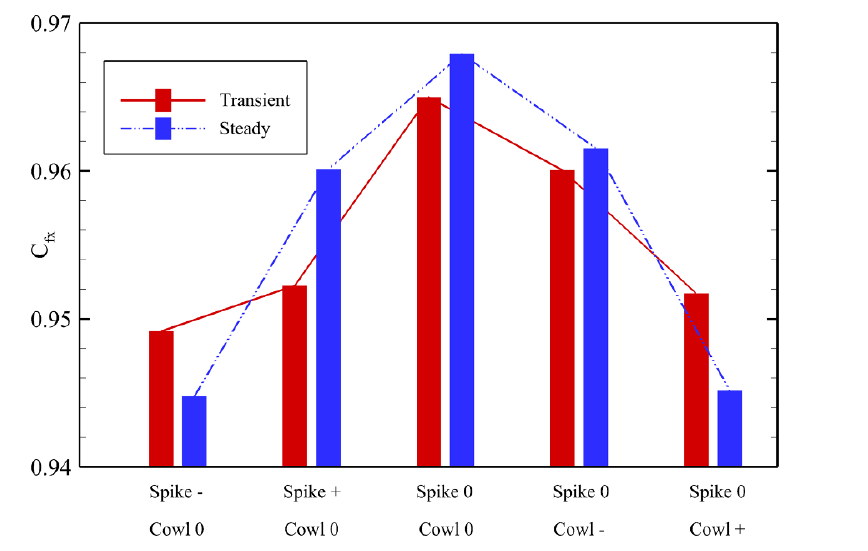 0.97
Transient
Steady
0.96
C_fx
0.95
0.94
Spike - Spike + Spike 0 Spike 0 Spike 0
Cowl 0 Cowl 0 Cowl 0 Cowl - Cowl +